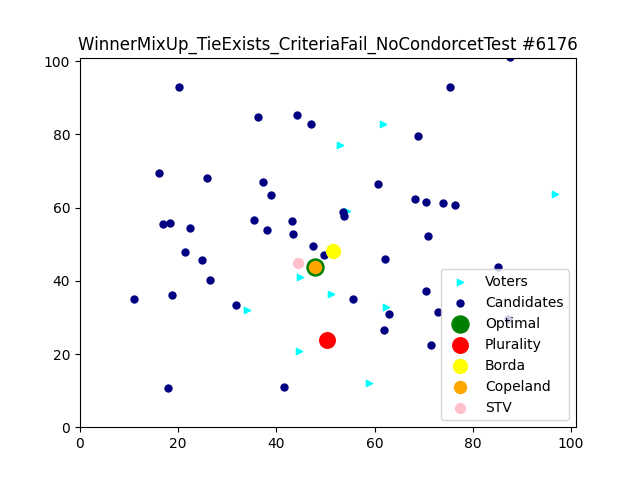 WinnerMixUp_TieExists_CriteriaFail_NoCondorcetTest #6176
100
80
60
40
20
0
0 20 40 60 80 100
Voters
Candidates
Optimal
Plurality
Borda
Copeland
STV